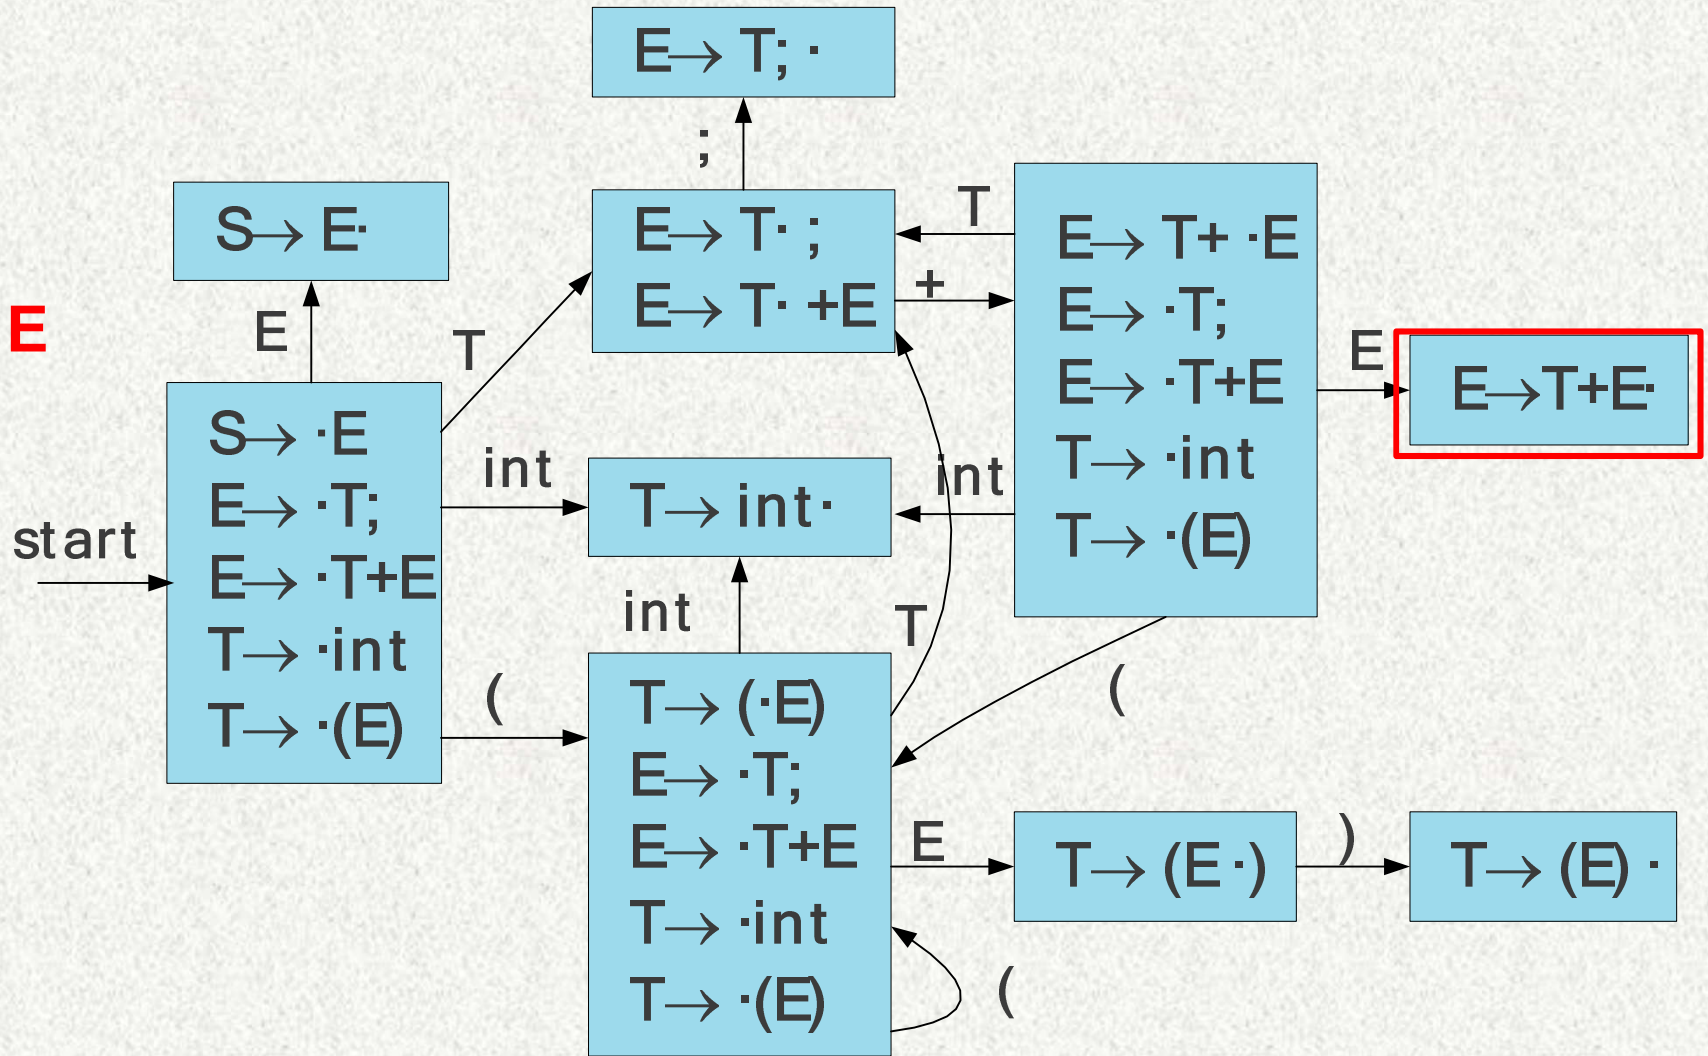 E→ T; ·
;
S→ E·
E→ T· ;
E→ T· +E
T
+
E→ T+ ·E
E→ ·T;
E→ ·T+E
T→ ·int
T→ ·(E)
E
E
T
E
E→T+E·
start
S→ ·E
E→ ·T;
E→ ·T+E
T→ ·int
T→ ·(E)
int
T→ int ·
int
int
T
(
(
T→ (·E)
E→ ·T;
E→ ·T+E
T→ ·int
T→ ·(E)
E
T→ (E ·)
)
T→ (E) ·
(